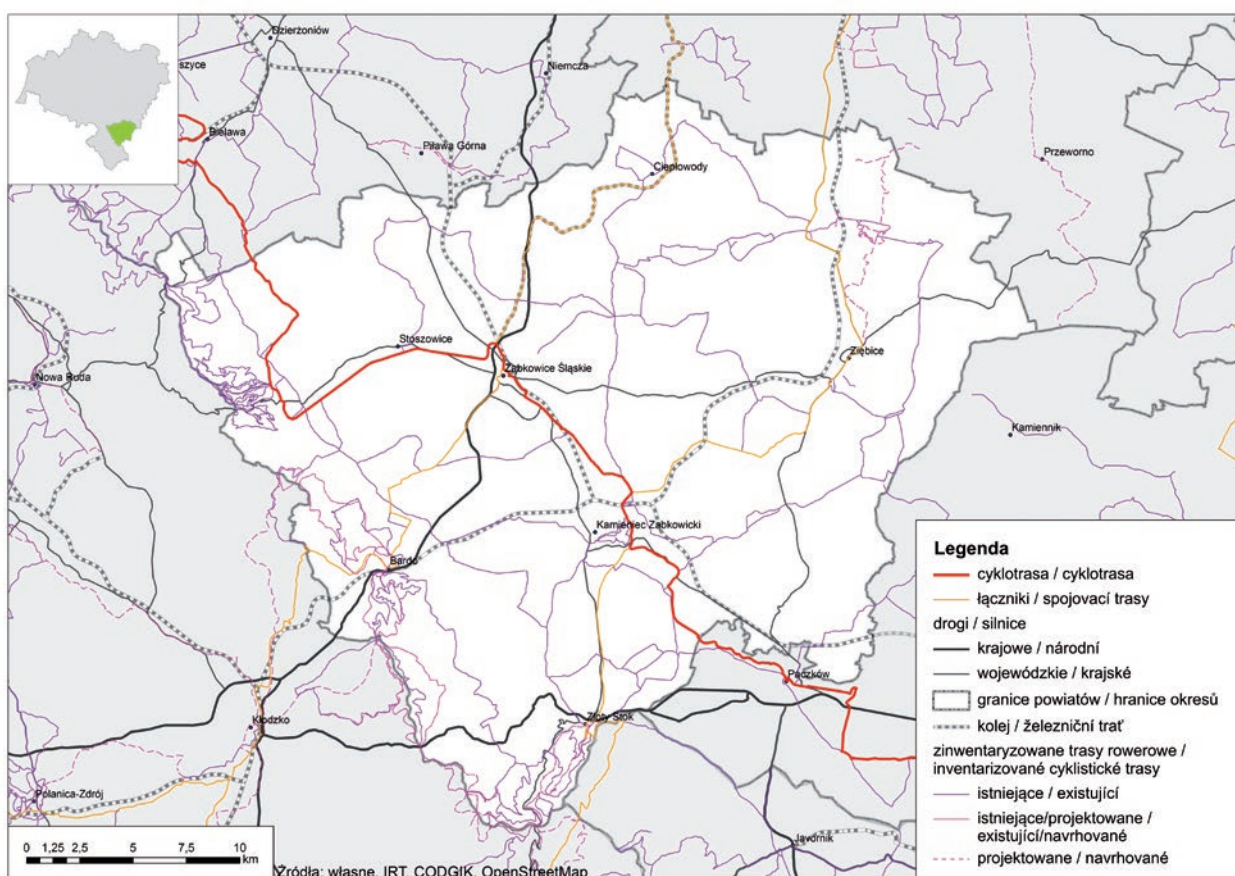 Dzierżoniów
szyce
Niemcza
Bielawa
Piława Górna
Ciepłowody
Przeworno
Stoszowice
Nowa Ruda
Ząbkowice Śląskie
Ziębice
Kamiennik
Kamieniec Ząbkowicki
Bardo
Paczków
Kłodzko
Złoty Stok
Polanica-Zdrój
Javorník
Legenda
cyklotrasa / cyklotrasa
łączniki / spojovací trasy
drogi / silnice
krajowe / národní
wojewódzkie / krajské
granice powiatów / hranice okresů
kolej / železniční trať
zinwentaryzowane trasy rowerowe /
inventarizované cyklistické trasy
istniejące / existující
istniejące/projektowane /
existující/navrhované
projektowane / navrhované
0 1,25 2,5 5 7,5 10
km
Źródła: własne, IRT, CODGIK, OpenStreetMap